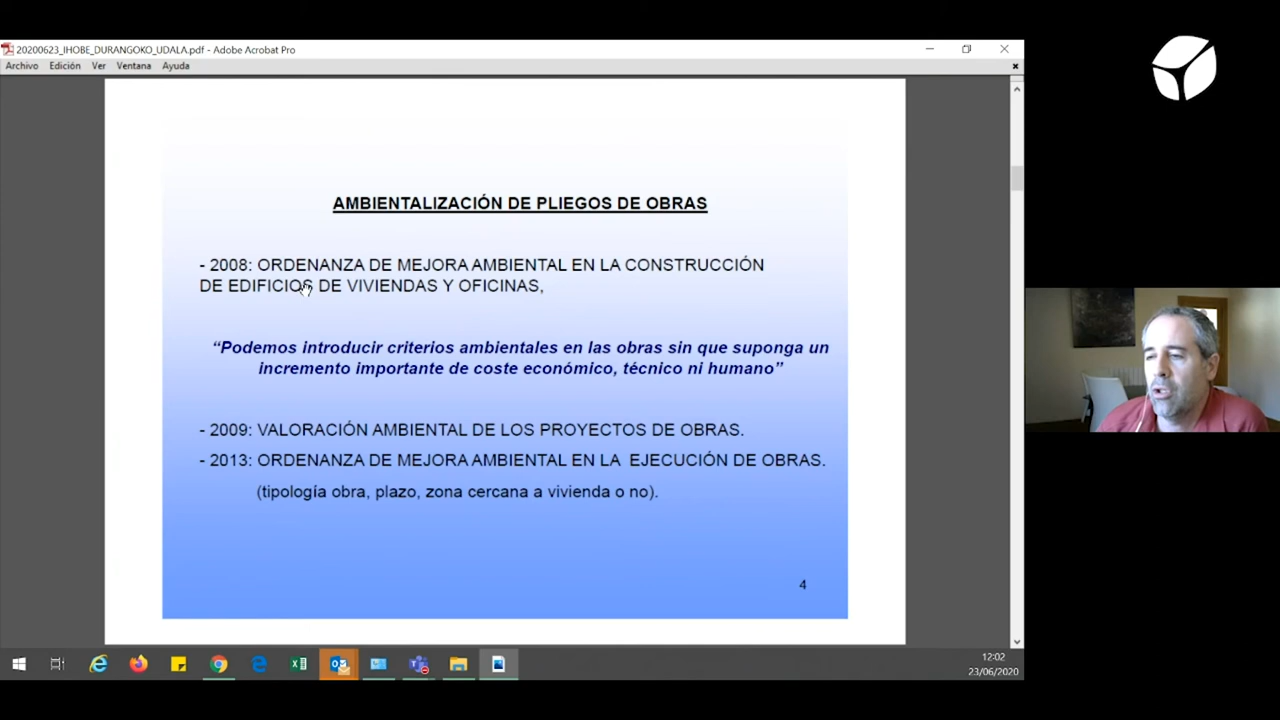 20200623_IHOBE_DURANGOKO_UDALA.pdf - Adobe Acrobat Pro
Archivo Edición Ver Ventana Ayuda
AMBIENTALIZACIÓN DE PLIEGOS DE OBRAS
- 2008: ORDENANZA DE MEJORA AMBIENTAL EN LA CONSTRUCCIÓN
DE EDIFICIOS DE VIVIENDAS Y OFICINAS,
“Podemos introducir criterios ambientales en las obras sin que suponga un
incremento importante de coste económico, técnico ni humano”
- 2009: VALORACIÓN AMBIENTAL DE LOS PROYECTOS DE OBRAS.
- 2013: ORDENANZA DE MEJORA AMBIENTAL EN LA EJECUCIÓN DE OBRAS.
(tipología obra, plazo, zona cercana a vivienda o no).
4
12:02
23/06/2020